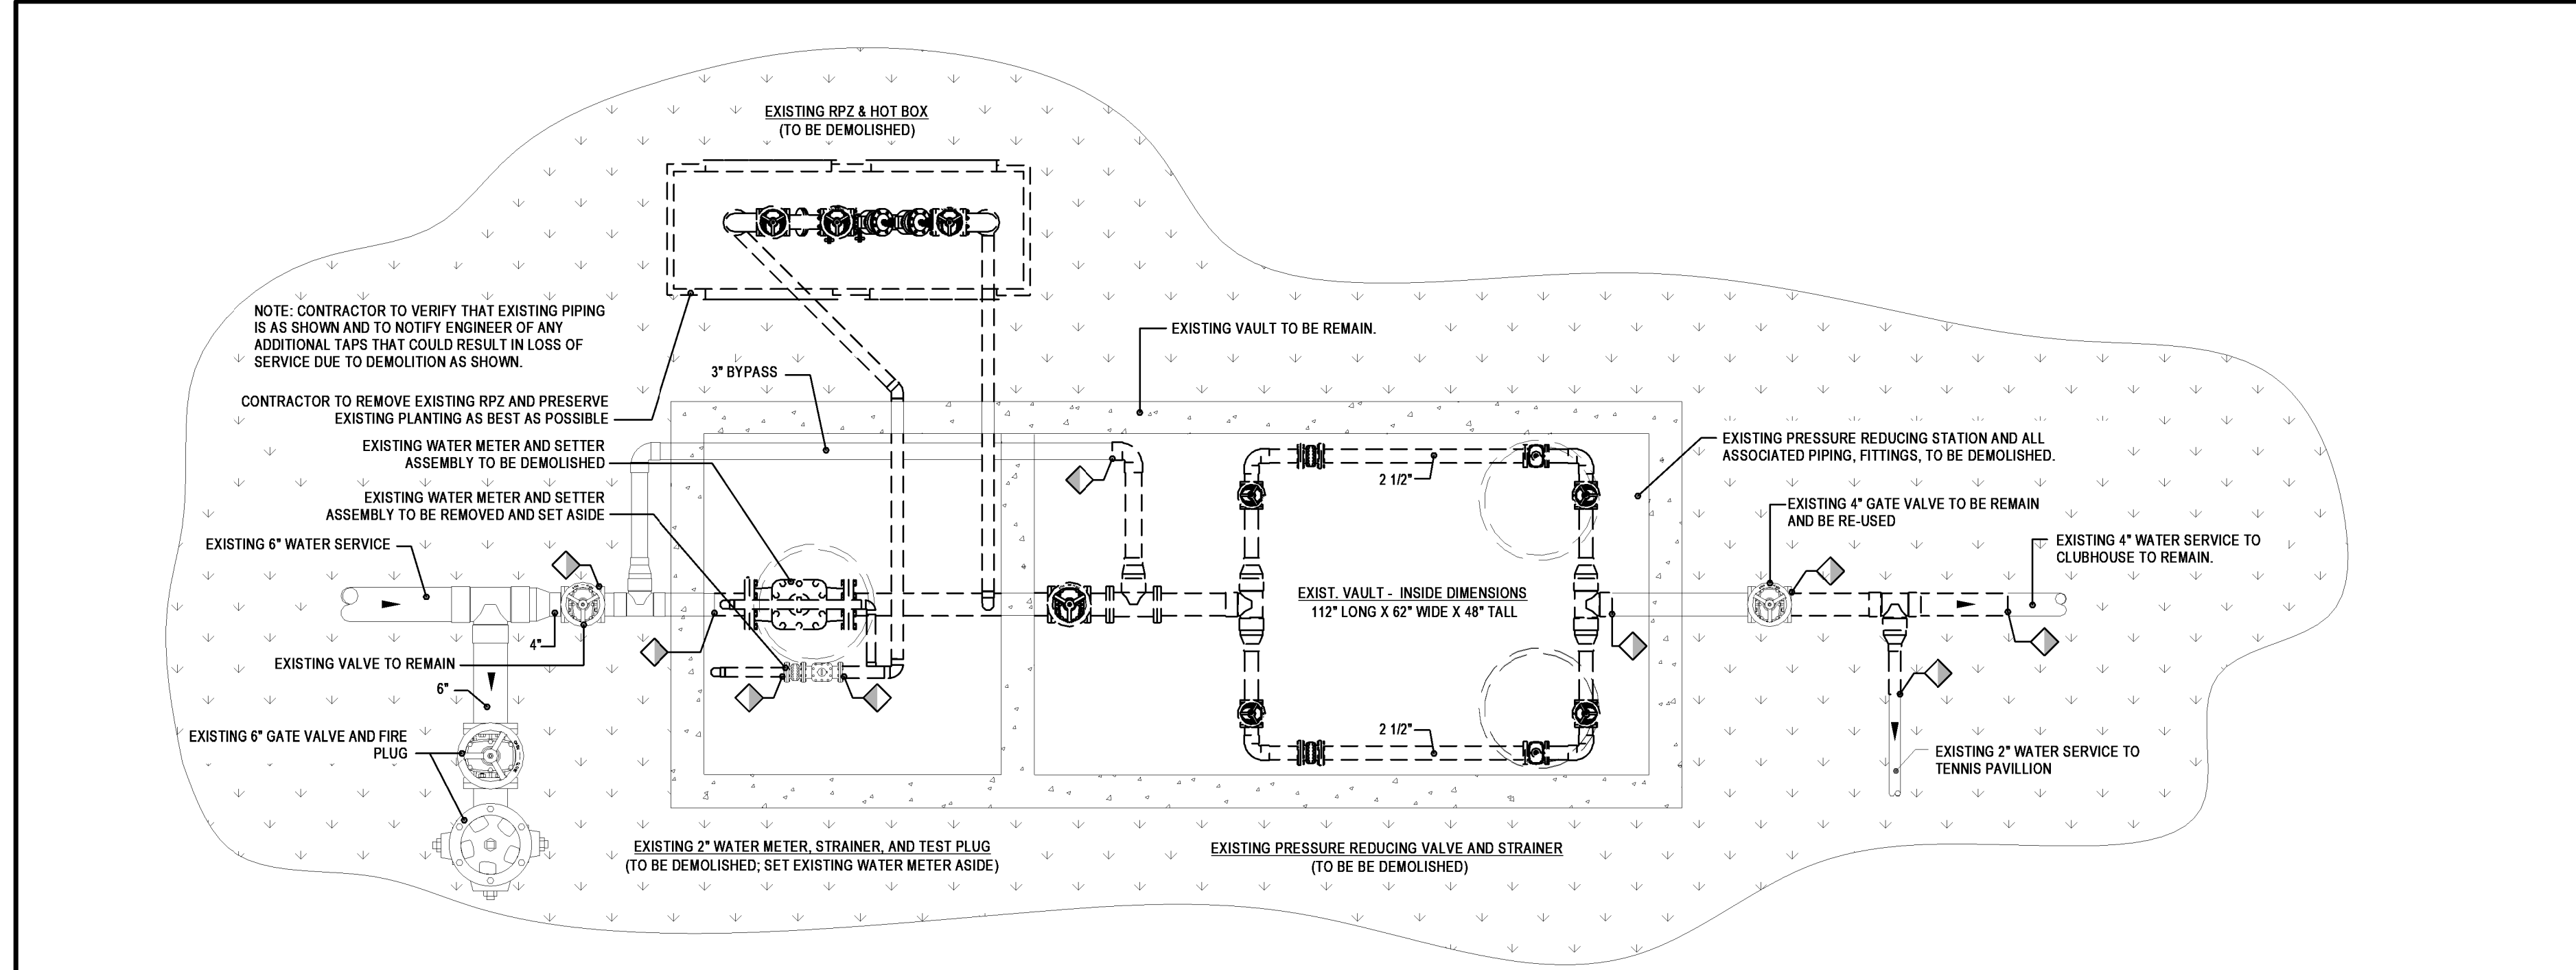 EXISTING RPZ & HOT BOX
(TO BE DEMOLISHED)
NOTE: CONTRACTOR TO VERIFY THAT EXISTING PIPING
IS AS SHOWN AND TO NOTIFY ENGINEER OF ANY
ADDITIONAL TAPS THAT COULD RESULT IN LOSS OF
SERVICE DUE TO DEMOLITION AS SHOWN.
EXISTING VAULT TO BE REMAIN.
3" BYPASS
CONTRACTOR TO REMOVE EXISTING RPZ AND PRESERVE
EXISTING PLANTING AS BEST AS POSSIBLE
EXISTING WATER METER AND SETTER
ASSEMBLY TO BE DEMOLISHED
EXISTING WATER METER AND SETTER
ASSEMBLY TO BE REMOVED AND SET ASIDE
EXISTING 6" WATER SERVICE
4"
EXISTING VALVE TO REMAIN
6"
EXISTING 6" GATE VALVE AND FIRE
PLUG
2 1/2"
EXIST. VAULT - INSIDE DIMENSIONS
112" LONG X 62" WIDE X 48" TALL
2 1/2"
EXISTING PRESSURE REDUCING STATION AND ALL
ASSOCIATED PIPING, FITTINGS, TO BE DEMOLISHED.
EXISTING 4" GATE VALVE TO BE REMAIN
AND BE RE-USED
EXISTING 4" WATER SERVICE TO
CLUBHOUSE TO REMAIN.
EXISTING 2" WATER SERVICE TO
TENNIS PAVILLION
EXISTING 2" WATER METER, STRAINER, AND TEST PLUG
(TO BE DEMOLISHED; SET EXISTING WATER METER ASIDE)
EXISTING PRESSURE REDUCING VALVE AND STRAINER
(TO BE BE DEMOLISHED)